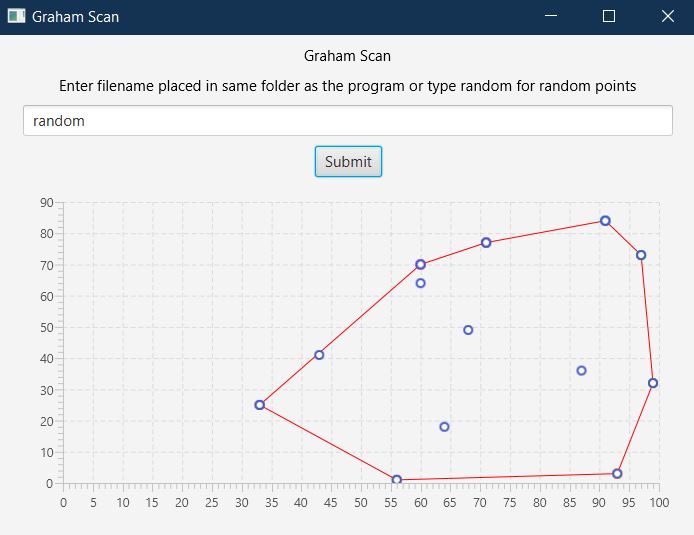 Graham Scan
Graham Scan
Enter filename placed in same folder as the program or type random for random points
random
Submit
90
80
70
60
50
40
30
20
10
0
0 5 10 15 20 25 30 35 40 45 50 55 60 65 70 75 80 85 90 95 100